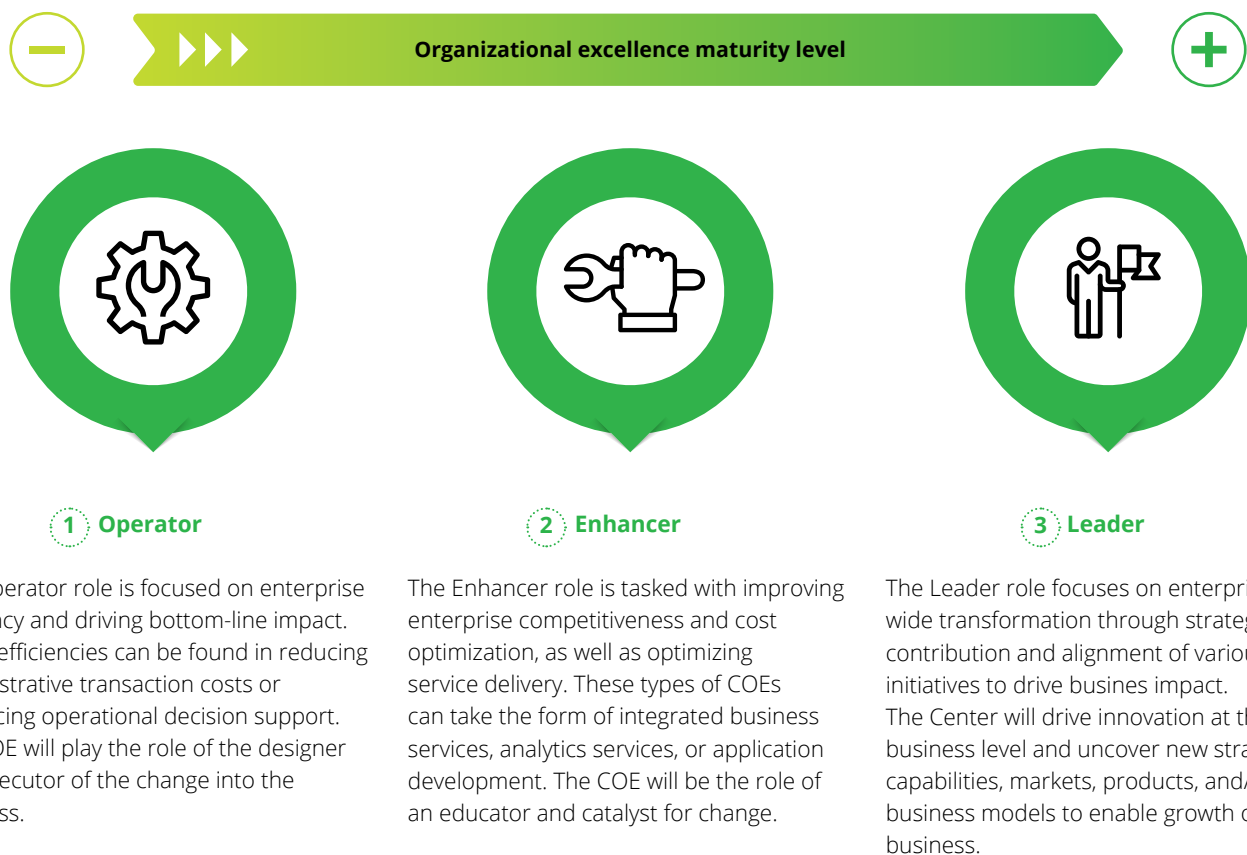 Organizational excellence maturity level
1 Operator
perator role is focused on enterprise
cy and driving bottom-line impact.
efficiencies can be found in reducing
strative transaction costs or
cing operational decision support.
OE will play the role of the designer
ecutor of the change into the
ss.
2 Enhancer
The Enhancer role is tasked with improving
enterprise competitiveness and cost
optimization, as well as optimizing
service delivery. These types of COEs
can take the form of integrated business
services, analytics services, or application
development. The COE will be the role of
an educator and catalyst for change.
3 Leader
The Leader role focuses on enterpri
wide transformation through strateg
contribution and alignment of variou
initiatives to drive busines impact.
The Center will drive innovation at th
business level and uncover new stra
capabilities, markets, products, and/
business models to enable growth o
business.